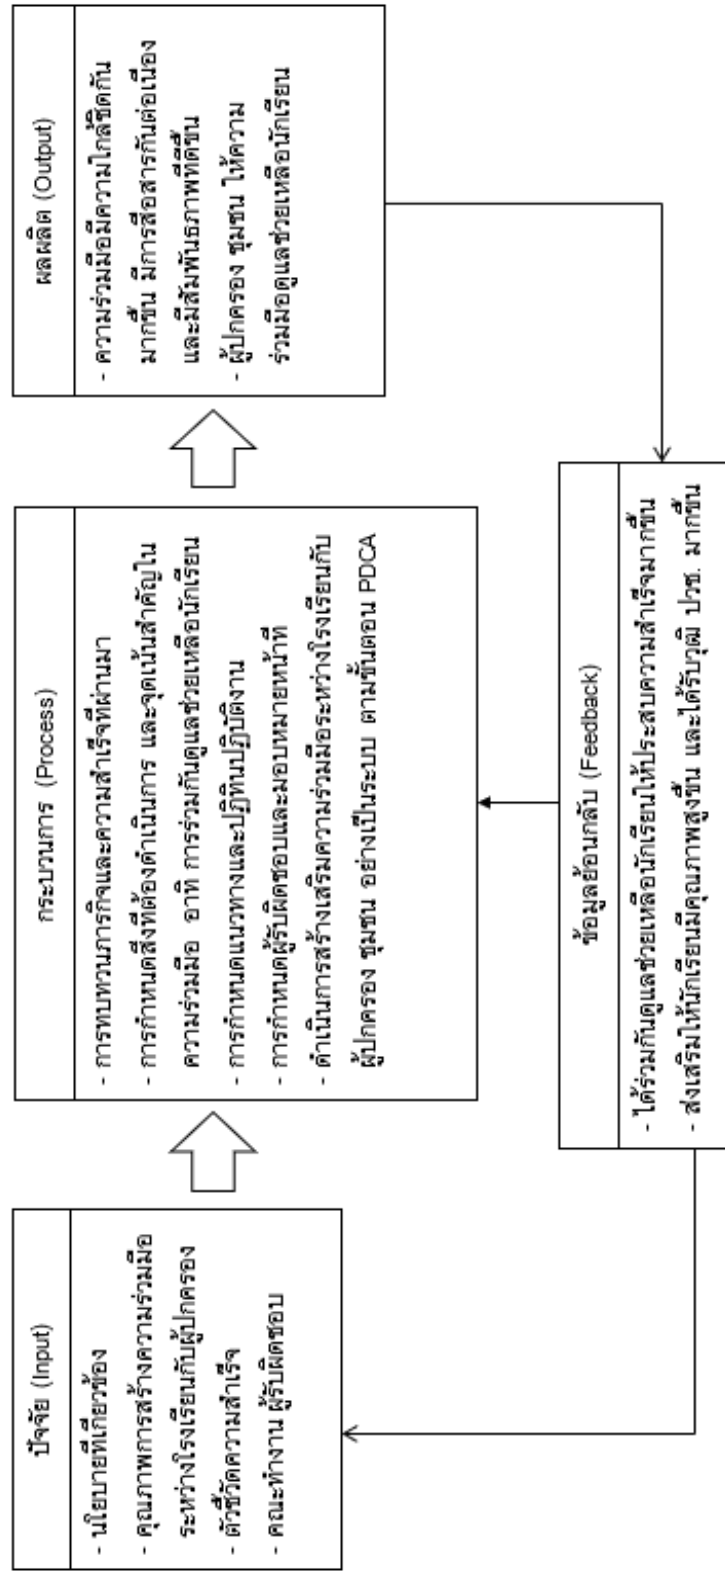 ปัจจัย (Input)
- นโยบายที่เกี่ยวข้อง
- คุณภาพการสร้างความร่วมมือ
ระหว่างโรงเรียนกับผู้ปกครอง
- ตัวชี้วัดความสำเร็จ
- คณะทำงาน ผู้รับผิดชอบ
กระบวนการ (Process)
- การทบทวนภารกิจและความสำเร็จที่ผ่านมา
- การกำหนดสิ่งที่ต้องดำเนินการ และจุดเน้นสำคัญใน
ความร่วมมือ อาทิ การร่วมกันดูแลช่วยเหลือนักเรียน
- การกำหนดแนวทางและปฏิทินปฏิบัติงาน
- การกำหนดผู้รับผิดชอบและมอบหมายหน้าที่
- ดำเนินการสร้างเสริมความร่วมมือระหว่างโรงเรียนกับ
ผู้ปกครอง ชุมชน อย่างเป็นระบบ ตามขั้นตอน PDCA
ผลผลิต (Output)
- ความร่วมมือมีความใกล้ชิดกัน
มากขึ้น มีการสื่อสารกันต่อเนื่อง
และมีสัมพันธภาพที่ดีขึ้น
- ผู้ปกครอง ชุมชน ให้ความ
ร่วมมือดูแลช่วยเหลือนักเรียน
ข้อมูลย้อนกลับ (Feedback)
- ได้ร่วมกันดูแลช่วยเหลือนักเรียนให้ประสบความสำเร็จมากขึ้น
- ส่งเสริมให้นักเรียนมีคุณภาพสูงขึ้น และได้รับวุฒิ ปวช. มากขึ้น